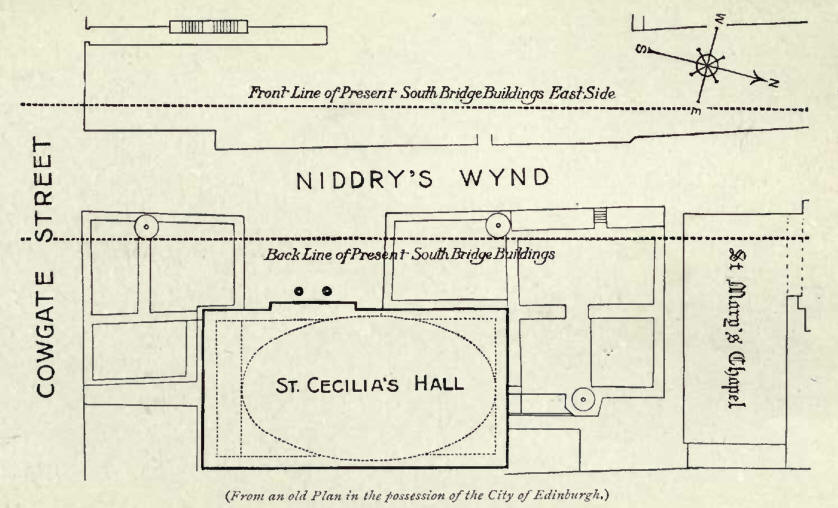 W
S
N
E
Front Line of Present South Bridge Buildings East Side
NIDDRY'S WYND
COWGATE STREET
Back Line of Present South Bridge Buildings
St Mary's Chapel
ST. CECILIA'S HALL
(From an old Plan in the possession of the City of Edinburgh.)